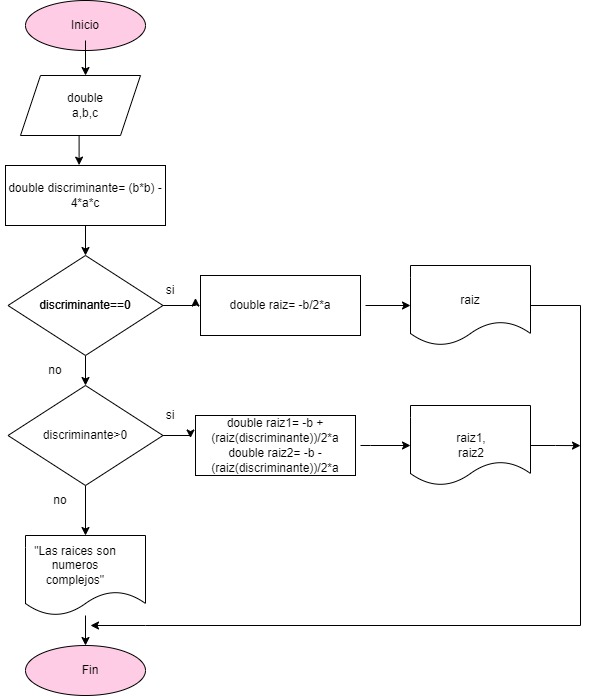 Inicio
double
a,b,c
double discriminante= (b*b) -
4*a*c
discriminante==0
si
double raiz= -b/2*a
raiz
no
discriminante>0
si
double raiz1= -b +
(raiz(discriminante))/2*a
double raiz2= -b -
(raiz(discriminante))/2*a
raiz1,
raiz2
no
"Las raices son
numeros
complejos"
Fin